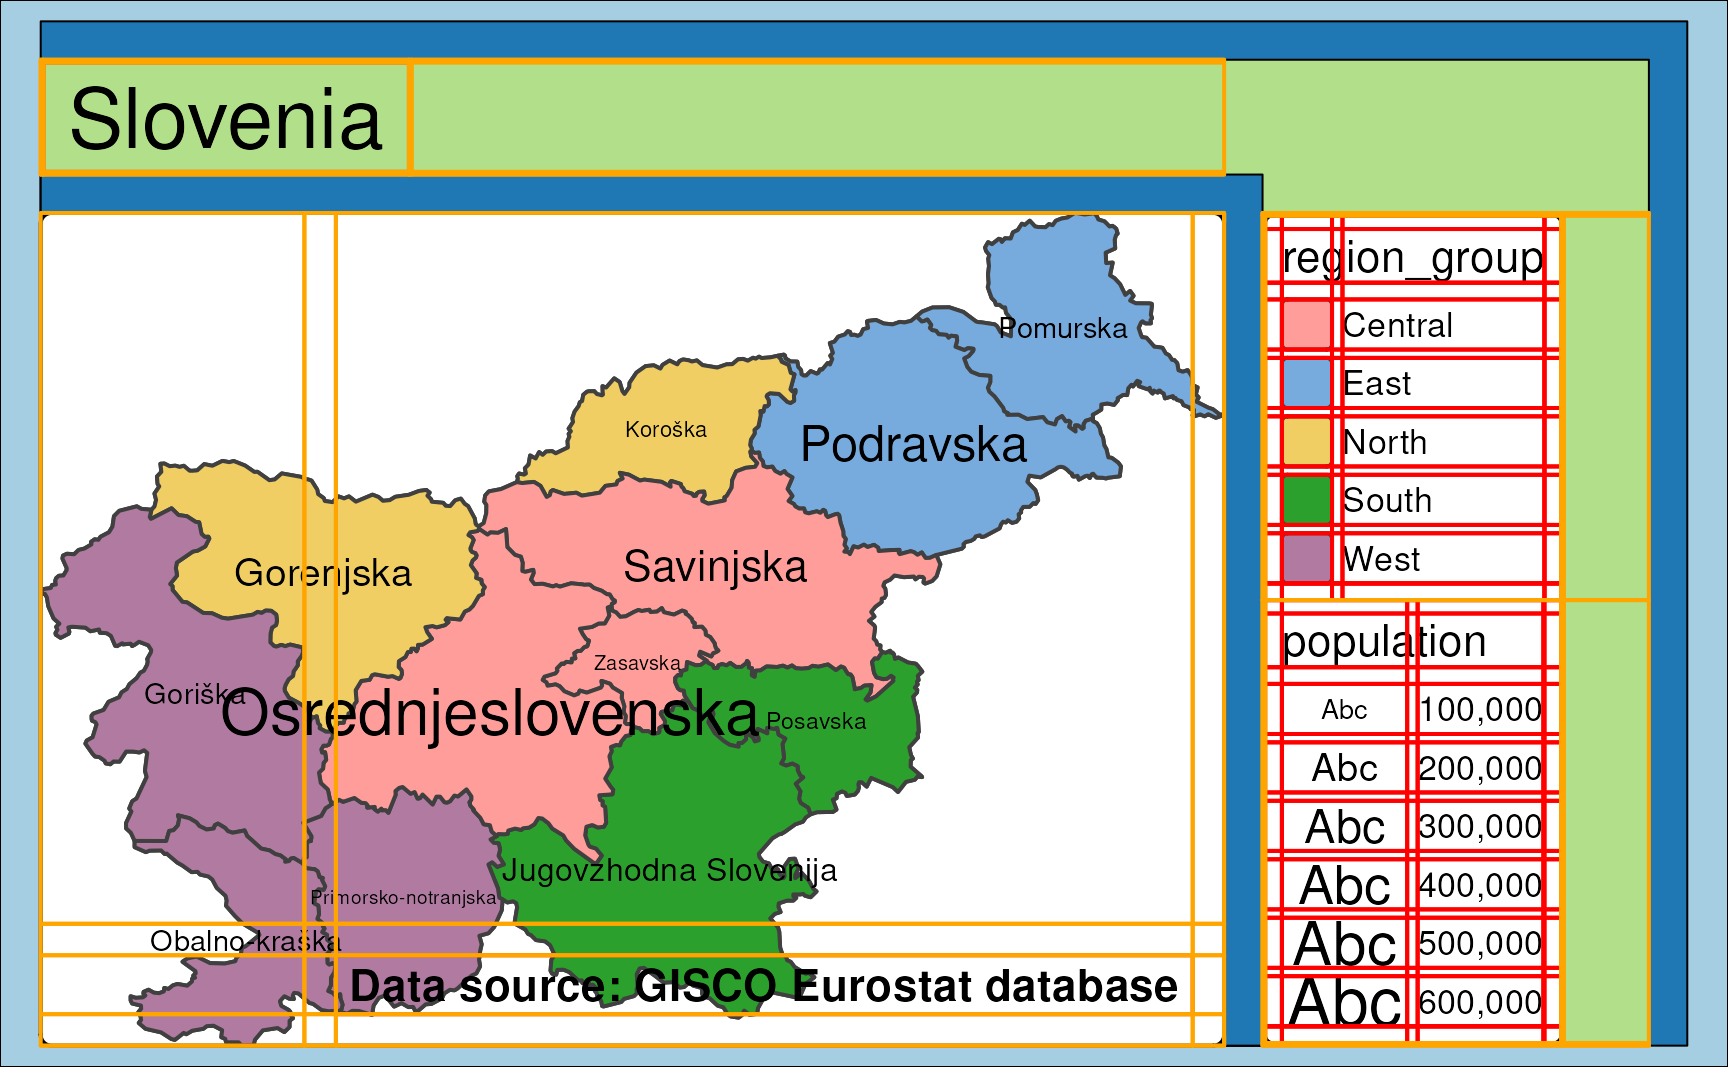 Slovenia
Pomurska
Koroška
Podravska
Gorenjska
Savinjska
Zasavska
Goriška
Osrednjeslovenska
Posavska
Jugovzhodna Slovenija
Primorsko-notranjska
Obalno-kraška
Data source: GISCO Eurostat database
region_group
Central
East
North
South
West
population
Abc 100,000
Abc 200,000
Abc 300,000
Abc 400,000
Abc 500,000
Abc 600,000